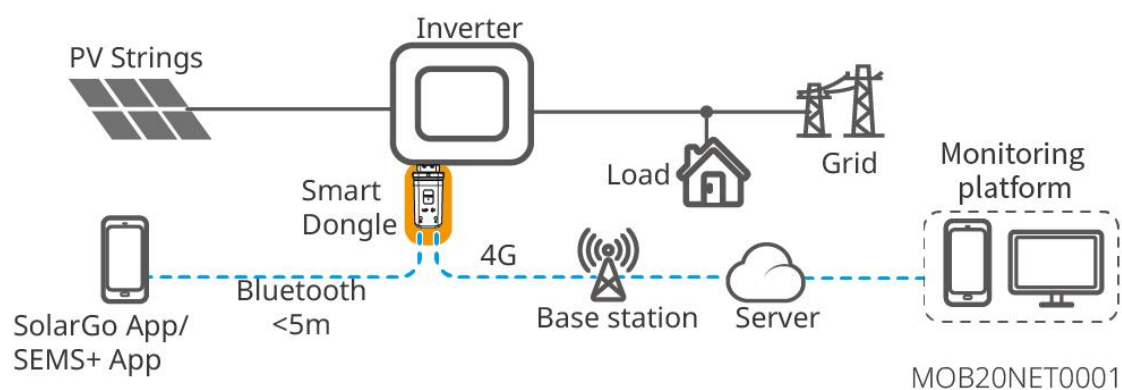 Inverter
PV Strings
Load
Grid
Monitoring
platform
Smart
Dongle
4G
Bluetooth
<5m
Base station
Server
SolarGo App/
SEMS+ App
MOB20NET0001